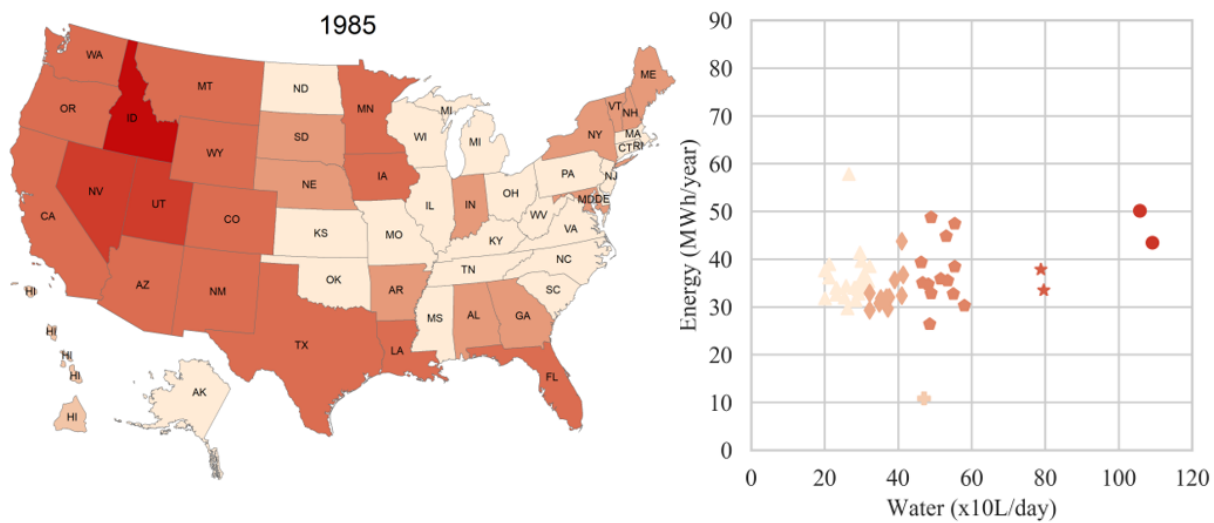 1985
WA
MT
ND
MN
ME
OR
ID
WY
SD
WI
MI
MI
NY
VT
NH
MA
CT
RI
NV
UT
CO
NE
IA
IL
IN
OH
PA
NJ
MD
DE
WV
VA
CA
KS
MO
KY
NC
AZ
NM
OK
AR
TN
SC
MS
AL
GA
TX
LA
FL
HI
HI
HI
HI
HI
AK
Energy (MWh/year)
90
80
70
60
50
40
30
20
10
0
0 20 40 60 80 100 120
Water (x10L/day)